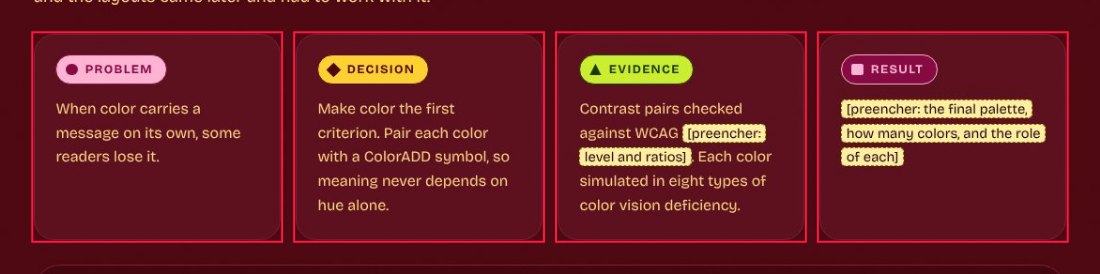 and the layouts came later and had to work with it.
PROBLEM
When color carries a
message on its own, some
readers lose it.
DECISION
Make color the first
criterion. Pair each color
with a ColorADD symbol, so
meaning never depends on
hue alone.
EVIDENCE
Contrast pairs checked
against WCAG [preencher:
level and ratios]. Each color
simulated in eight types of
color vision deficiency.
RESULT
[preencher: the final palette,
how many colors, and the role
of each]